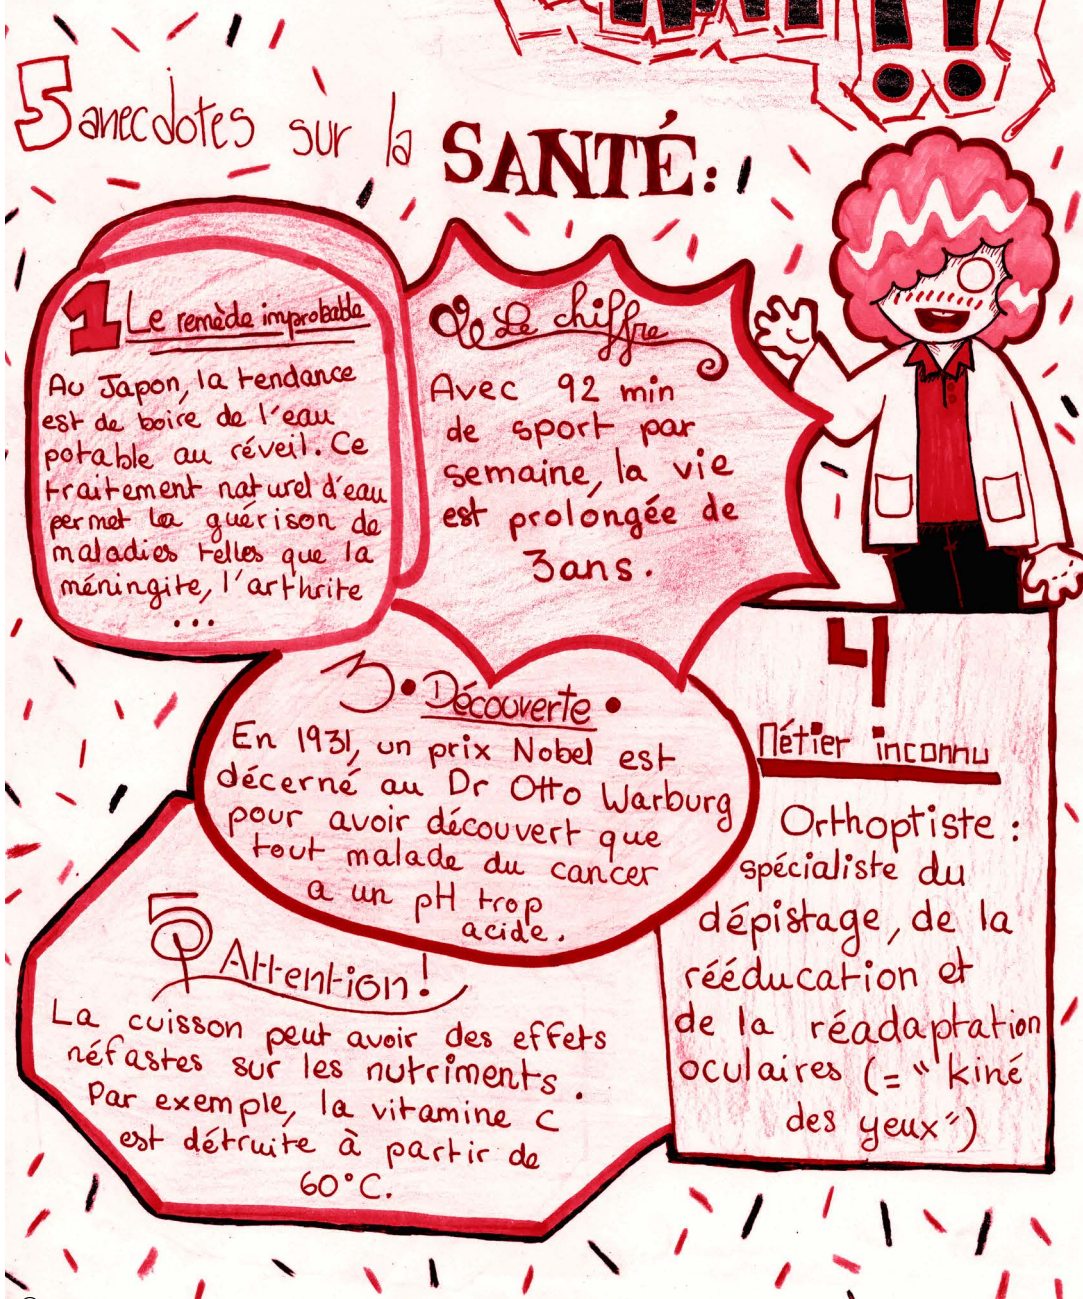 5 anecdotes sur la SANTÉ:
1 Le remède improbable
Au Japon, la tendance
est de boire de l'eau
potable au réveil. Ce
traitement naturel d'eau
permet la guérison de
maladies telles que la
méningite, l'arthrite
...
2. Le chiffre
Avec 92 min
de sport par
semaine, la vie
est prolongée de
3ans.
3. Découverte
En 1931, un prix Nobel est
décerné au Dr Otto Warburg
pour avoir découvert que
tout malade du cancer
a un pH trop
acide.
4
Métier inconnu
Orthoptiste :
spécialiste du
dépistage, de la
rééducation et
de la réadaptation
oculaires (= "kiné
des yeux")
5 Attention!
La cuisson peut avoir des effets
néfastes sur les nutriments.
Par exemple, la vitamine C
est détruite à partir de
60°C.